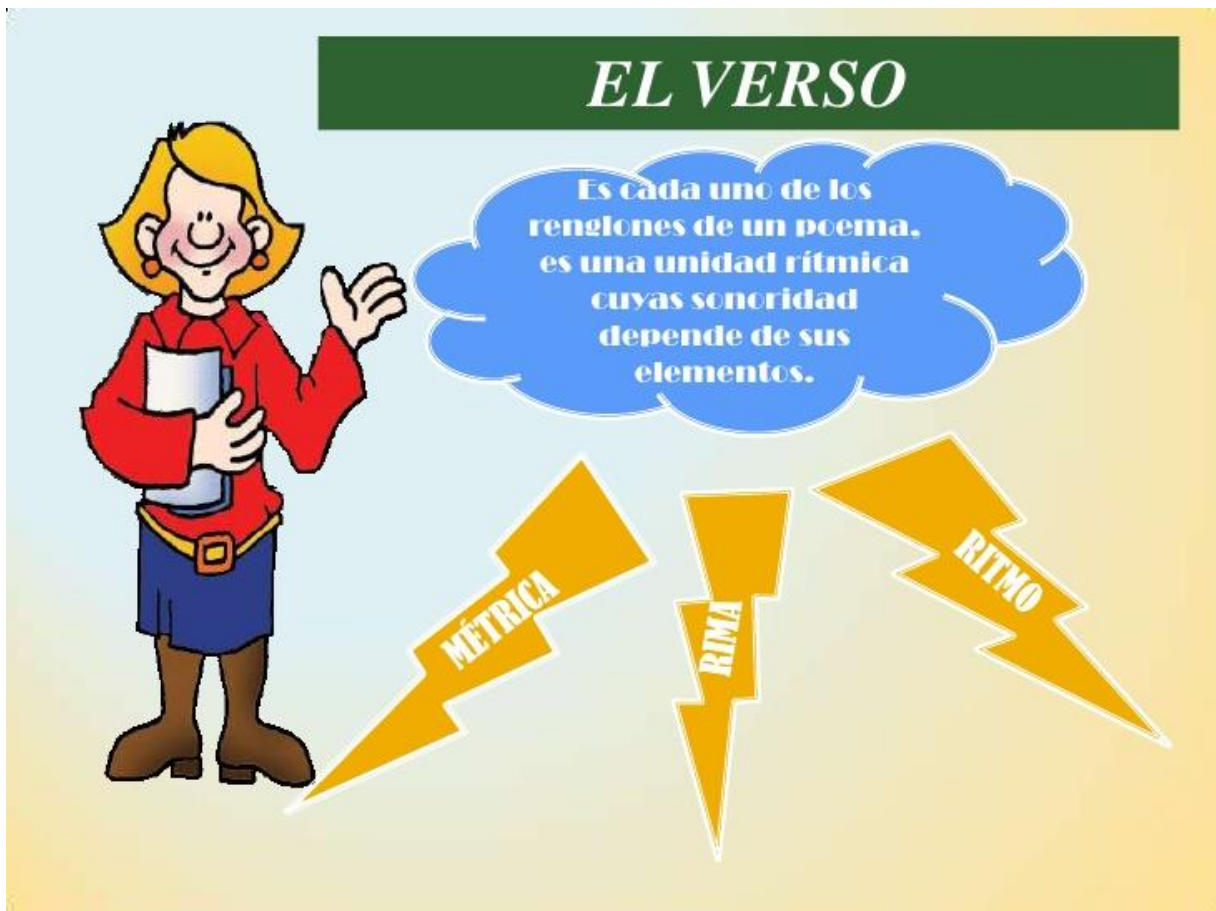 EL VERSO
Es cada uno de los
renglones de un poema,
es una unidad rítmica
cuyas sonoridad
depende de sus
elementos.
MÉTRICA
RIMA
RITMO